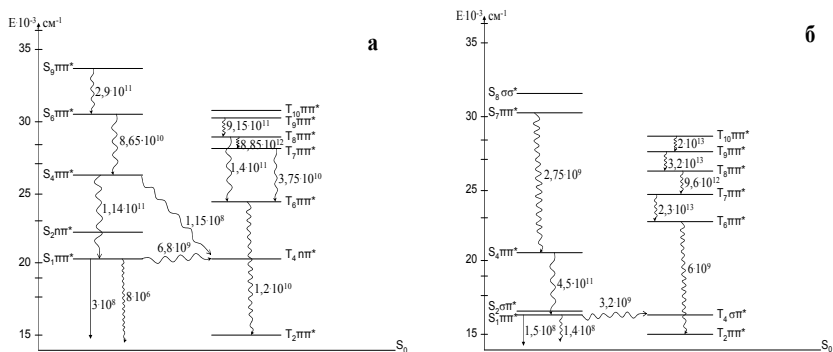 E·10⁻³ см⁻¹
а
35
30
25
20
15
S₉ππ*
2,9·10¹¹
S₆ππ*
8,65·10¹⁰
S₄ππ*
1,14·10¹¹
1,15·10⁸
S₂nπ*
S₁ππ*
6,8·10⁹
3·10⁸
8·10⁶
T₁₀ππ*
T₉ππ*
9,15·10¹¹
T₈ππ*
8,85·10¹²
T₇ππ*
1,4·10¹¹
3,75·10¹⁰
T₆ππ*
T₄nπ*
1,2·10¹⁰
T₂ππ*
S₀
E·10⁻³ см⁻¹
б
35
30
25
20
15
S₈σσ*
S₇ππ*
2,75·10⁹
S₄ππ*
4,5·10¹¹
S₂σπ*
S₁ππ*
3,2·10⁹
1,5·10⁸
1,4·10⁸
T₁₀ππ*
2·10¹³
T₉ππ*
3,2·10¹³
T₈ππ*
9,6·10¹²
T₇ππ*
2,3·10¹³
T₆ππ*
6·10⁹
T₄σπ*
T₂ππ*
S₀